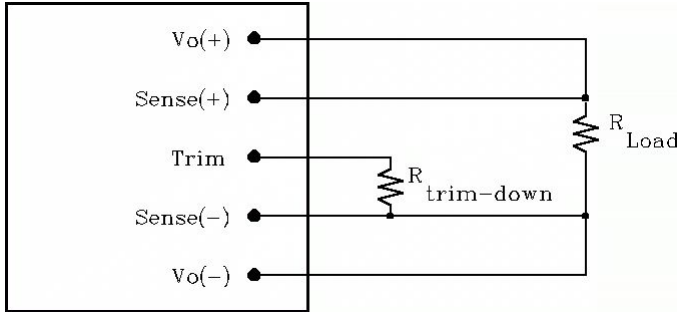 Vo(+)
Sense(+)
R Load
Trim
R trim-down
Sense(-)
Vo(-)